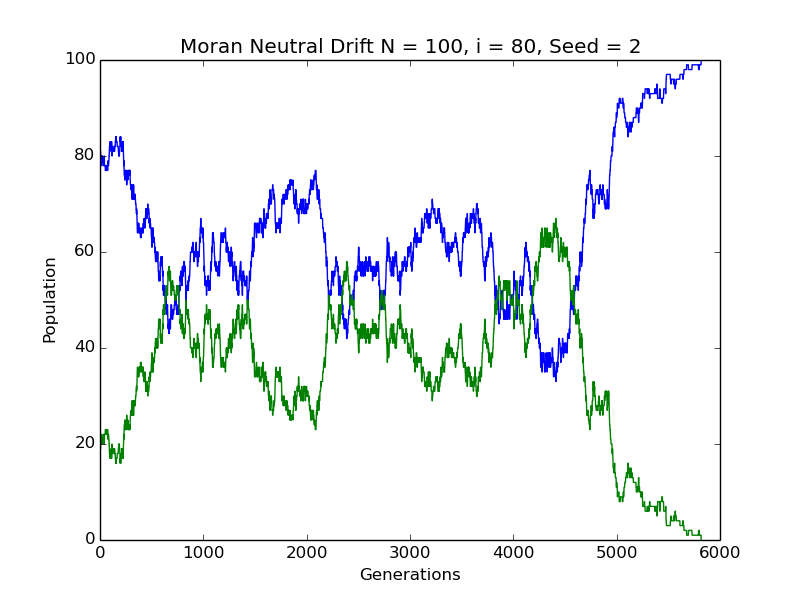 Moran Neutral Drift N = 100, i = 80, Seed = 2
100
80
60
40
20
0
Population
0 1000 2000 3000 4000 5000 6000
Generations